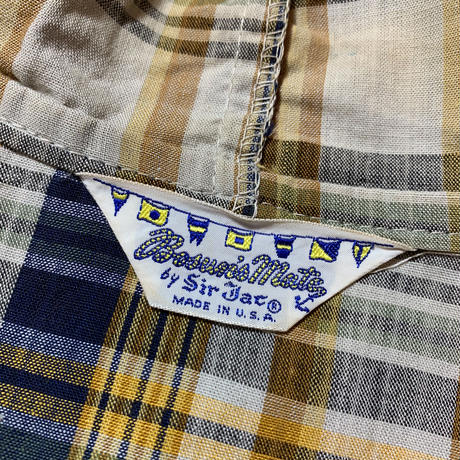 Bosun's Mate
by Sir Jac®
MADE IN U.S.A.